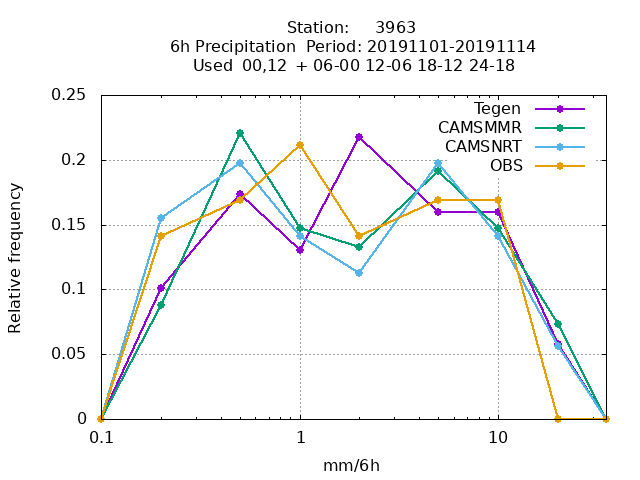 Station: 3963
6h Precipitation Period: 20191101-20191114
Used 00,12 + 06-00 12-06 18-12 24-18
Tegen
CAMSMMR
CAMSNRT
OBS
Relative frequency
0.25
0.2
0.15
0.1
0.05
0
0.1 1 10
mm/6h